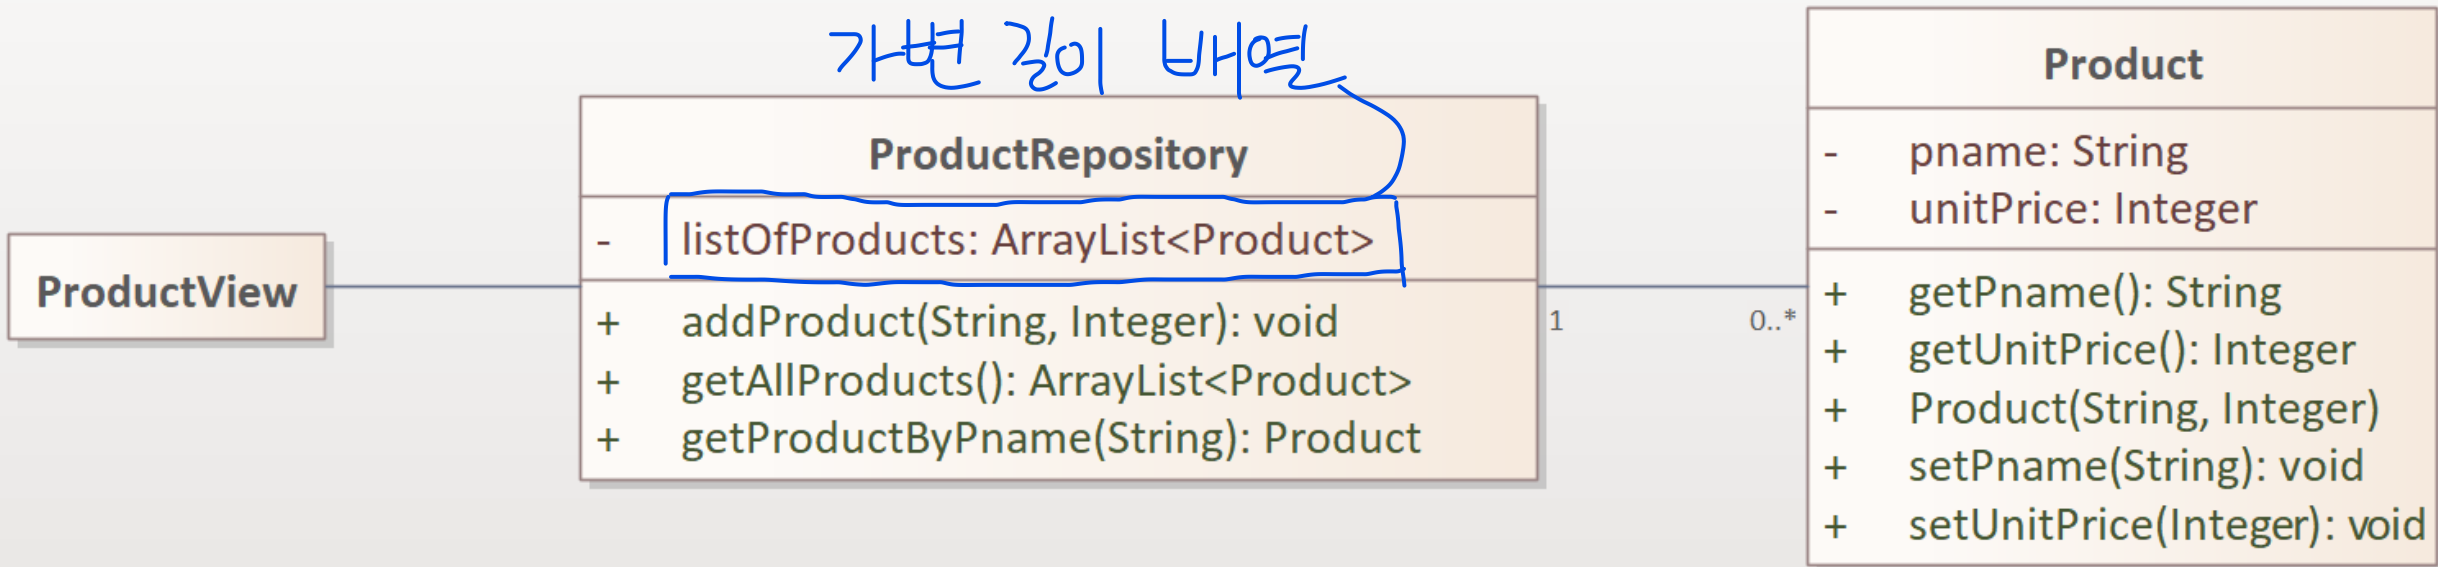 가변 길이 배열
ProductView
ProductRepository
- listOfProducts: ArrayList<Product>
+ addProduct(String, Integer): void
+ getAllProducts(): ArrayList<Product>
+ getProductByPname(String): Product
1
0..*
Product
- pname: String
- unitPrice: Integer
+ getPname(): String
+ getUnitPrice(): Integer
+ Product(String, Integer)
+ setPname(String): void
+ setUnitPrice(Integer): void